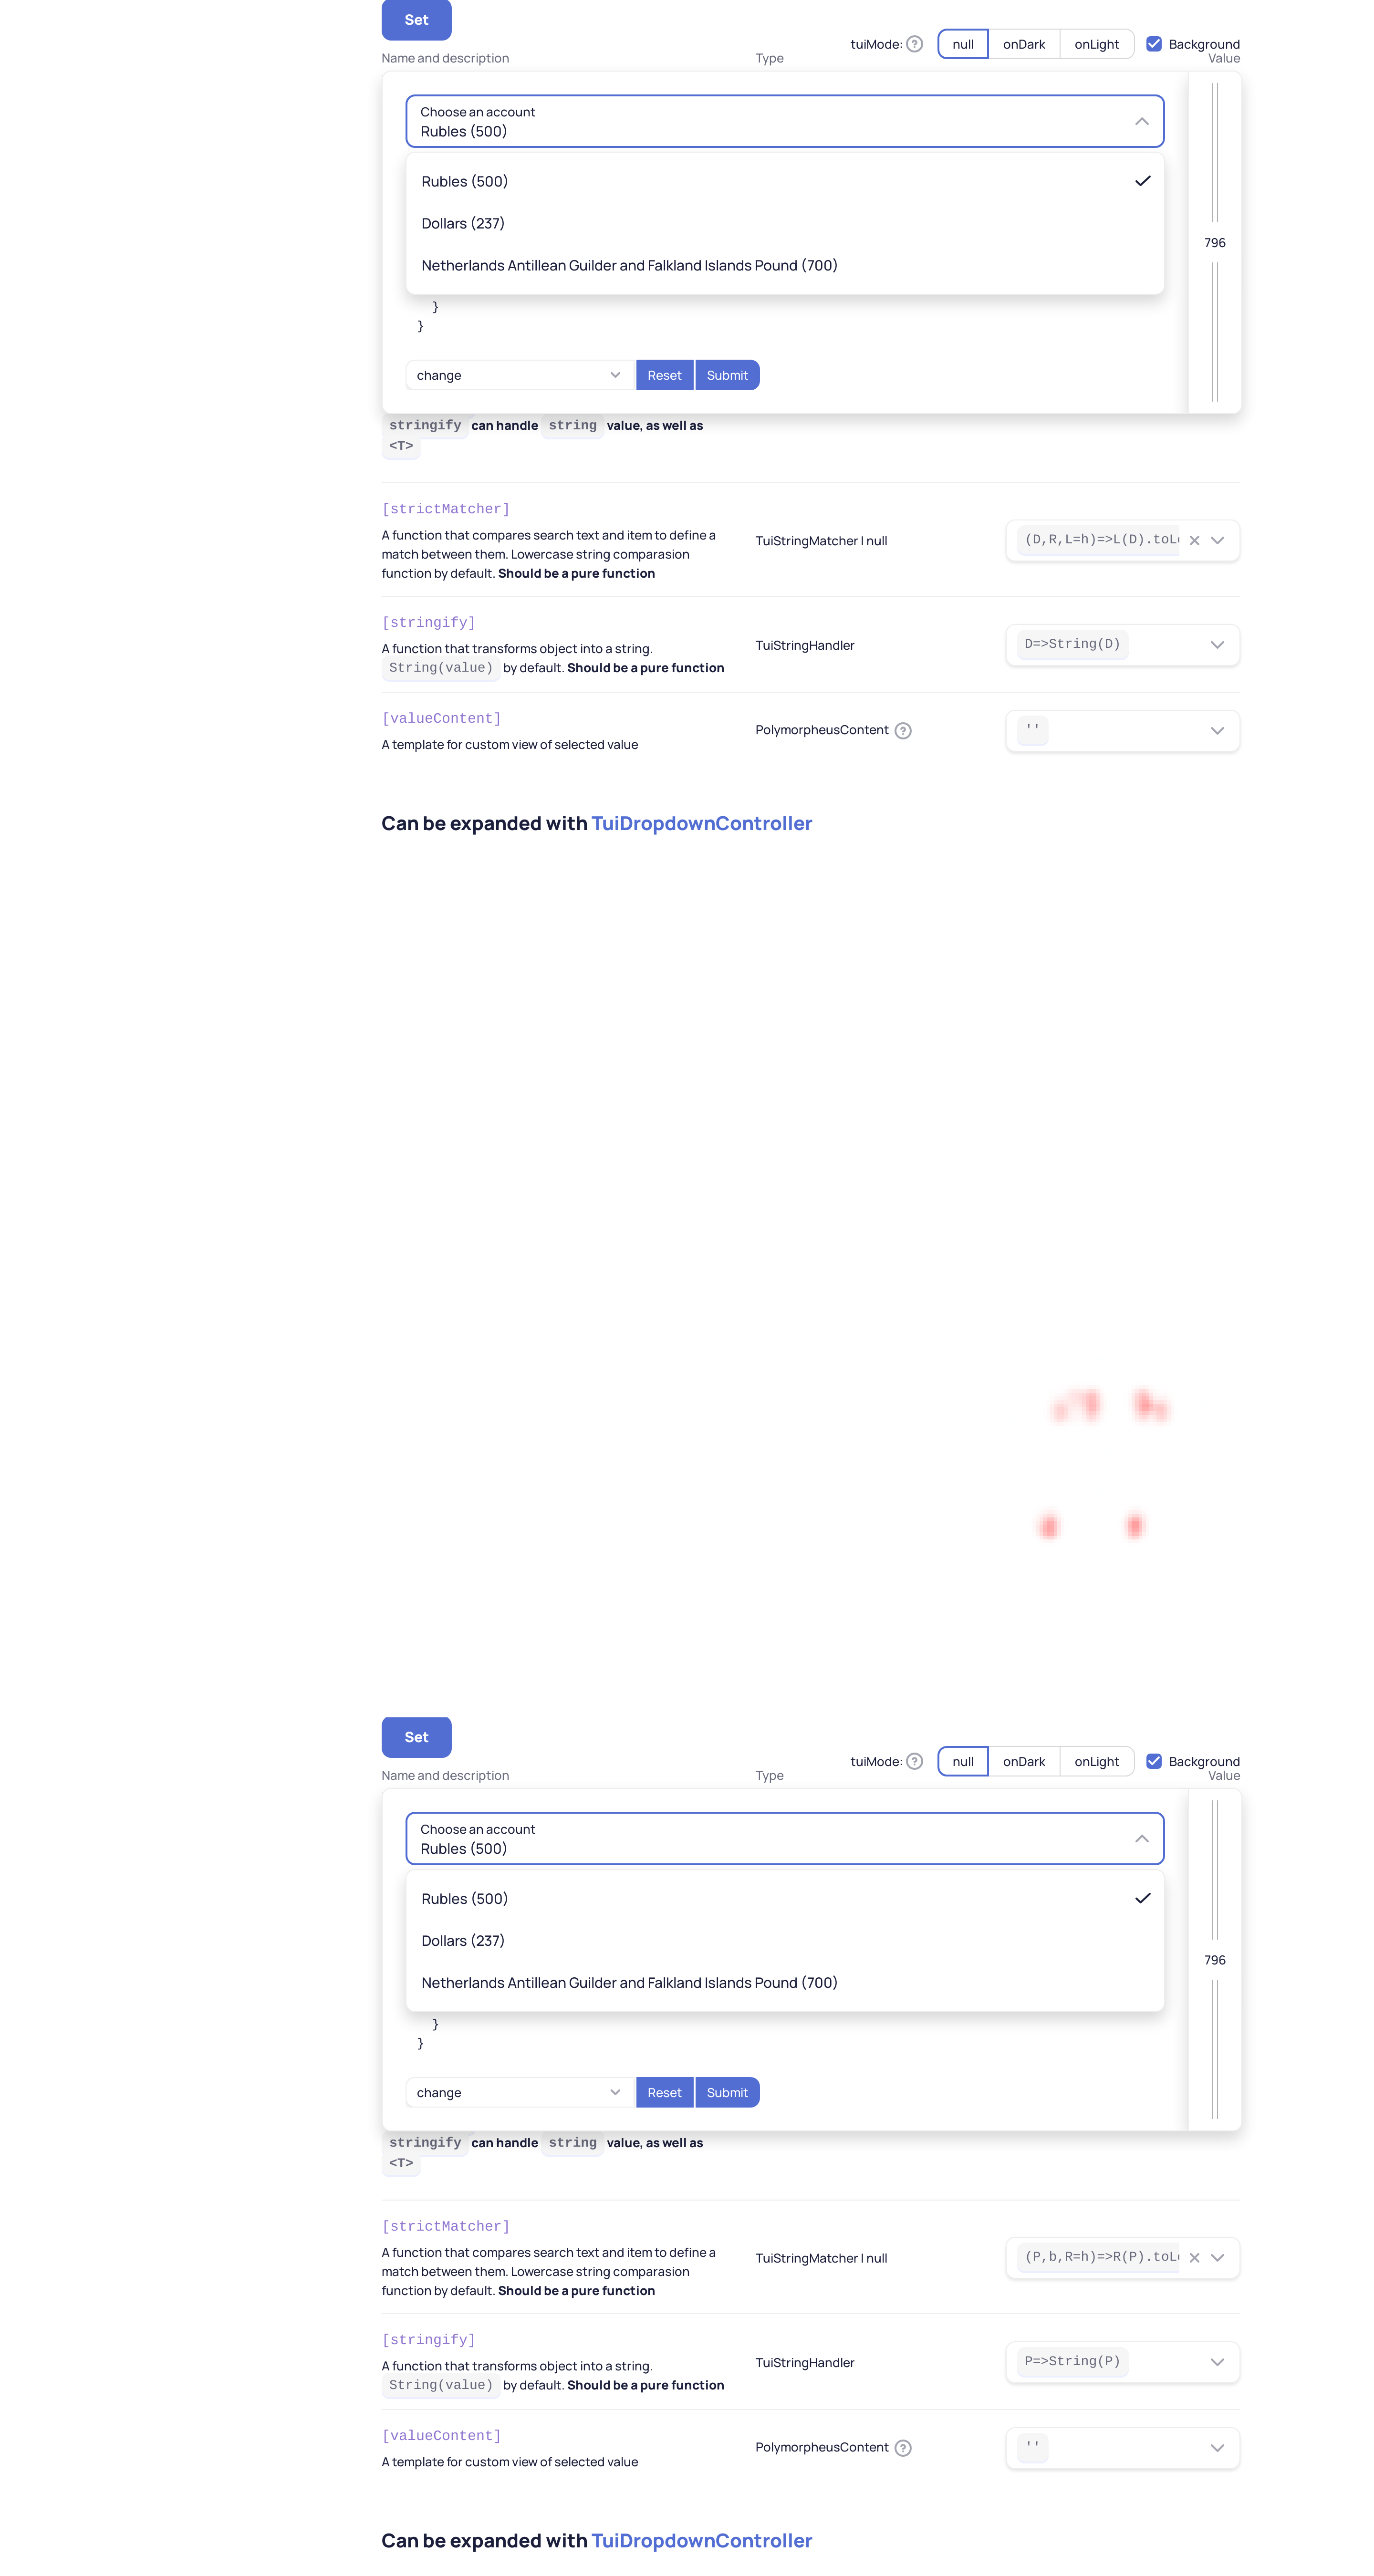 Set
tuiMode: ? null onDark onLight Background
Name and description Type Value
Choose an account
Rubles (500)
Rubles (500)
Dollars (237)
796
Netherlands Antillean Guilder and Falkland Islands Pound (700)
}
}
change Reset Submit
stringify can handle string value, as well as
<T>
[strictMatcher]
A function that compares search text and item to define a
match between them. Lowercase string comparasion
function by default. Should be a pure function
TuiStringMatcher | null
(D,R,L=h)=>L(D).toL
[stringify]
A function that transforms object into a string.
String(value) by default. Should be a pure function
TuiStringHandler
D=>String(D)
[valueContent]
A template for custom view of selected value
PolymorpheusContent ?
''
Can be expanded with TuiDropdownController
Set
tuiMode: ? null onDark onLight Background
Name and description Type Value
Choose an account
Rubles (500)
Rubles (500)
Dollars (237)
796
Netherlands Antillean Guilder and Falkland Islands Pound (700)
}
}
change Reset Submit
stringify can handle string value, as well as
<T>
[strictMatcher]
A function that compares search text and item to define a
match between them. Lowercase string comparasion
function by default. Should be a pure function
TuiStringMatcher | null
(P,b,R=h)=>R(P).toL
[stringify]
A function that transforms object into a string.
String(value) by default. Should be a pure function
TuiStringHandler
P=>String(P)
[valueContent]
A template for custom view of selected value
PolymorpheusContent ?
''
Can be expanded with TuiDropdownController